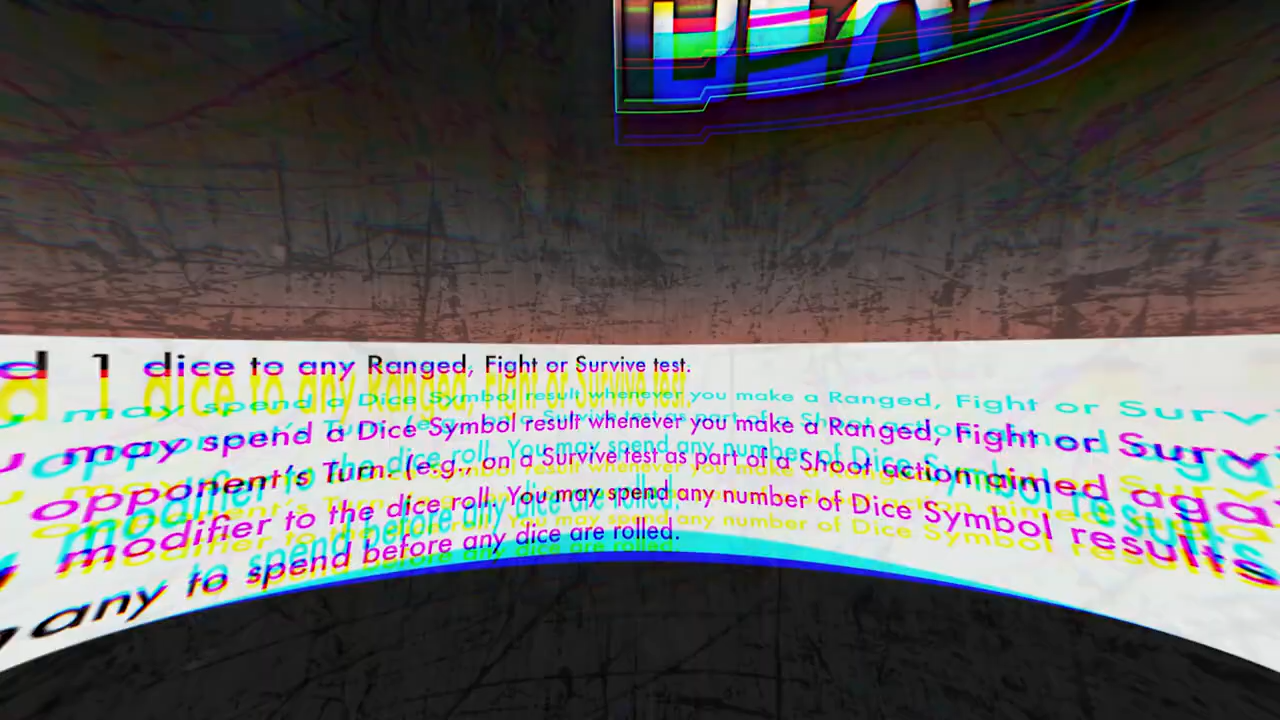 1 dice to any Ranged, Fight or Survive test.
may spend a Dice Symbol result whenever you make a Ranged, Fight or
opponent's Turn. (e.g., on a Survive test as part of a Shoot action aimed
modifier to the dice roll. You may spend any number of Dice Symbol results
any to spend before any dice are rolled.